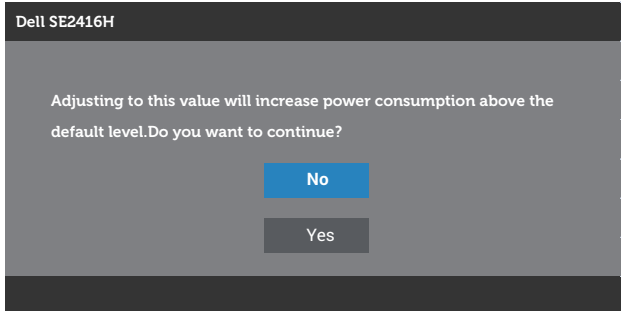 Dell SE2416H
Adjusting to this value will increase power consumption above the
default level.Do you want to continue?
No
Yes